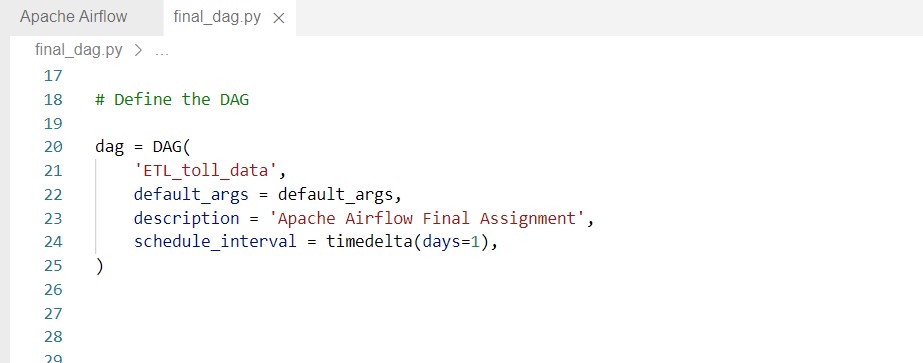 Apache Airflow
final_dag.py ×
final_dag.py > ...
17
18 # Define the DAG
19
20 dag = DAG(
21     'ETL_toll_data',
22     default_args = default_args,
23     description = 'Apache Airflow Final Assignment',
24     schedule_interval = timedelta(days=1),
25 )
26
27
28
29